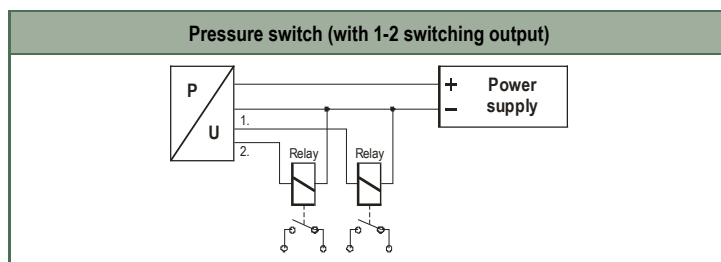 Pressure switch (with 1-2 switching output)
P
U
+ Power
− supply
1.
2.
Relay Relay